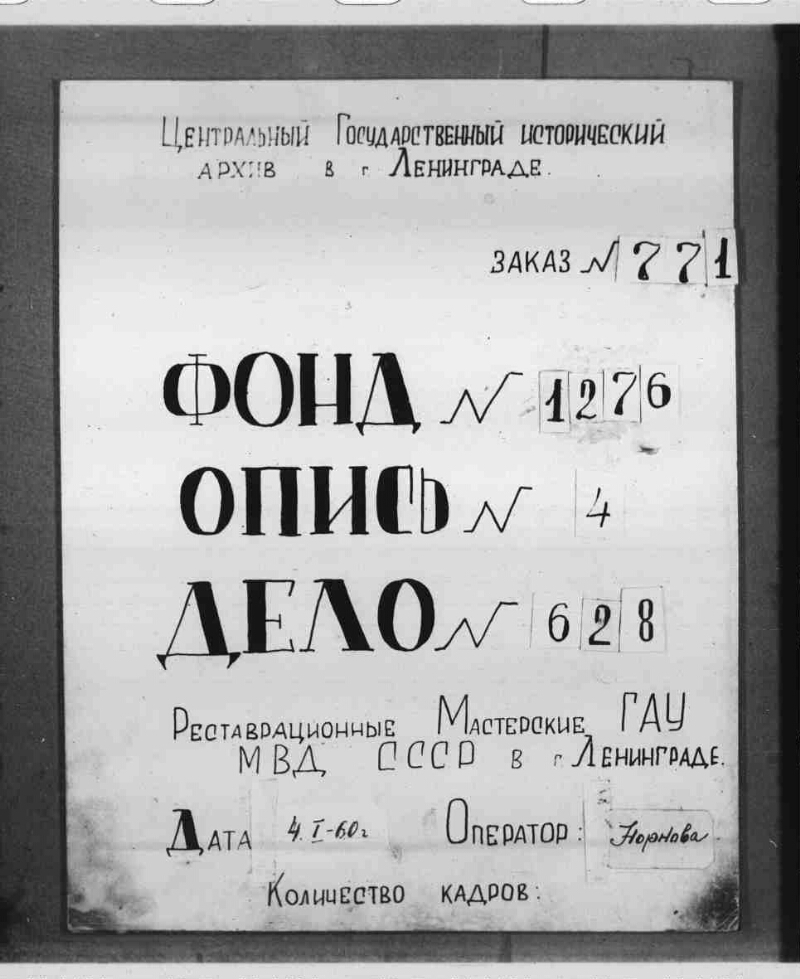 Центральный Государственный исторический
архив в г Ленинграде.
заказ № 771
ФОНД № 1276
ОПИСЬ № 4
ДЕЛО № 628
Реставрационные Мастерские ГАУ
МВД СССР в г Ленинграде.
Дата 4. I-60г Оператор:
Количество кадров: